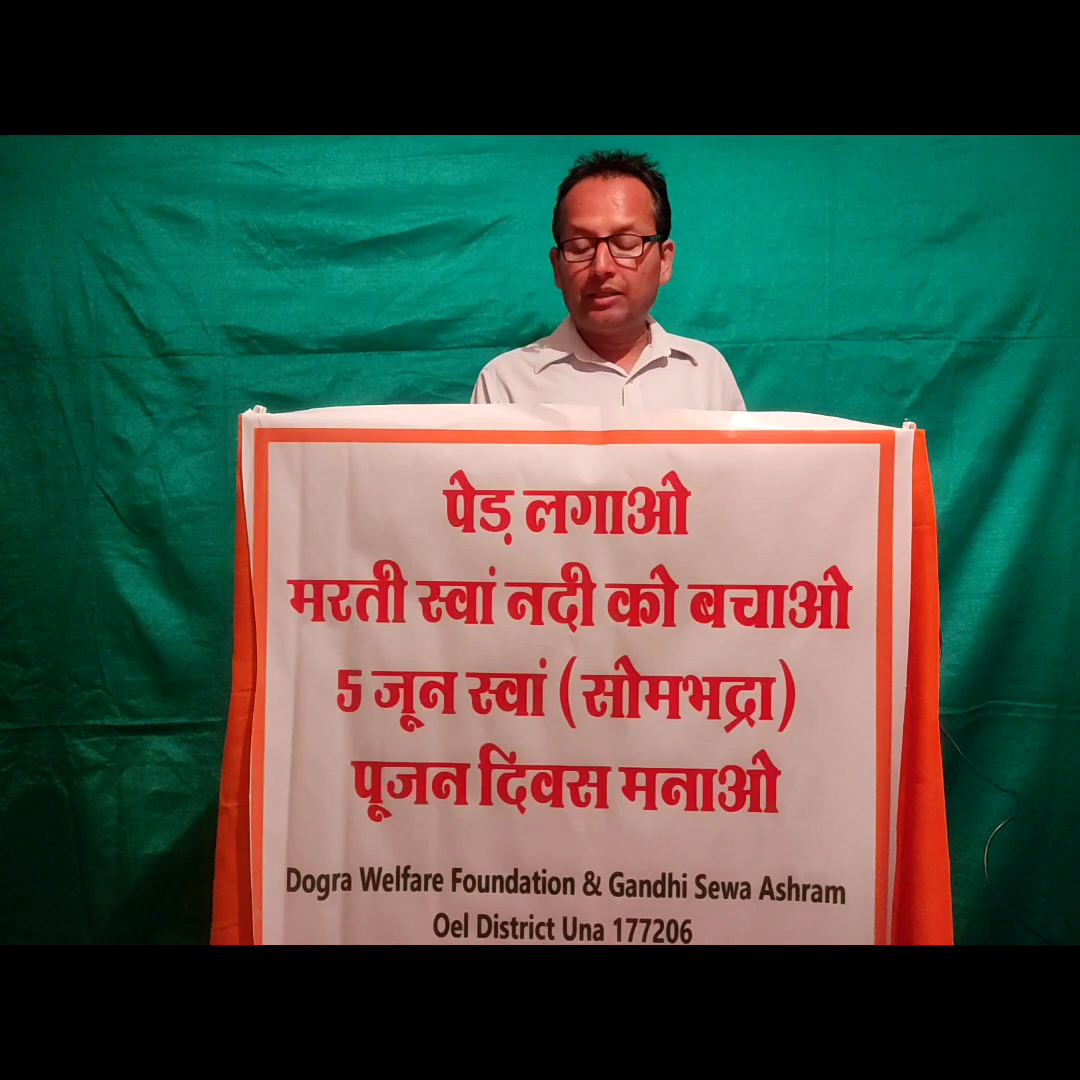 पेड़ लगाओ
मरती स्वां नदी को बचाओ
5 जून स्वां (सोमभद्रा)
पूजन दिवस मनाओ
Dogra Welfare Foundation & Gandhi Sewa Ashram
Oel District Una 177206